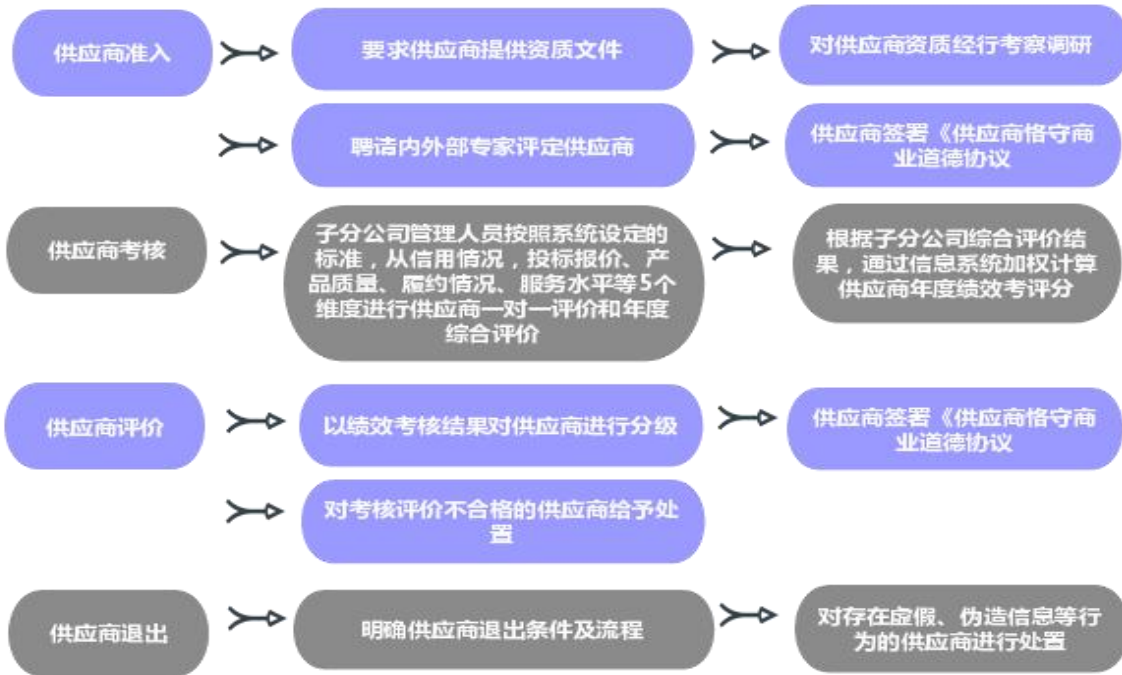 供应商准入
要求供应商提供资质文件
对供应商资质经行考察调研
聘请内外部专家评定供应商
供应商签署《供应商恪守商
业道德协议
供应商考核
子分公司管理人员按照系统设定的
标准，从信用情况，投标报价、产
品质量、履约情况、服务水平等5个
维度进行供应商一对一评价和年度
综合评价
根据子分公司综合评价结
果，通过信息系统加权计算
供应商年度绩效考评分
供应商评价
以绩效考核结果对供应商进行分级
供应商签署《供应商恪守商
业道德协议
对考核评价不合格的供应商给予处
置
供应商退出
明确供应商退出条件及流程
对存在虚假、伪造信息等行
为的供应商进行处置